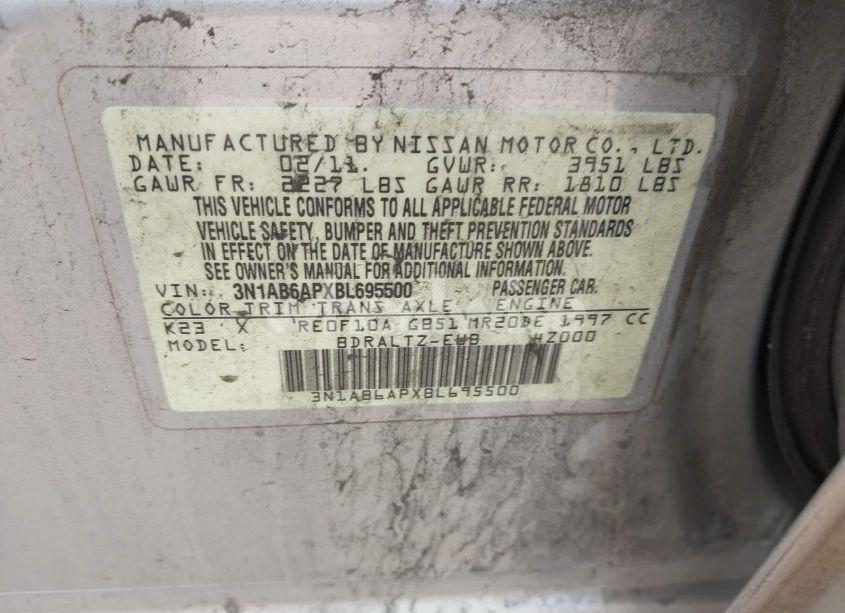 MANUFACTURED BY NISSAN MOTOR CO., LTD.
DATE: 02/11. GVWR: 3951 LBS
GAWR FR: 2227 LBS GAWR RR: 1810 LBS
THIS VEHICLE CONFORMS TO ALL APPLICABLE FEDERAL MOTOR
VEHICLE SAFETY, BUMPER AND THEFT PREVENTION STANDARDS
IN EFFECT ON THE DATE OF MANUFACTURE SHOWN ABOVE.
SEE OWNER'S MANUAL FOR ADDITIONAL INFORMATION.
VIN: 3N1AB6APXBL695500 PASSENGER CAR.
COLOR TRIM TRANS AXLE ENGINE
K23 X RE0F10A GB51 MR20DE 1997 CC
MODEL: BDRALTZ-EWB HZ000
3N1AB6APXBL695500